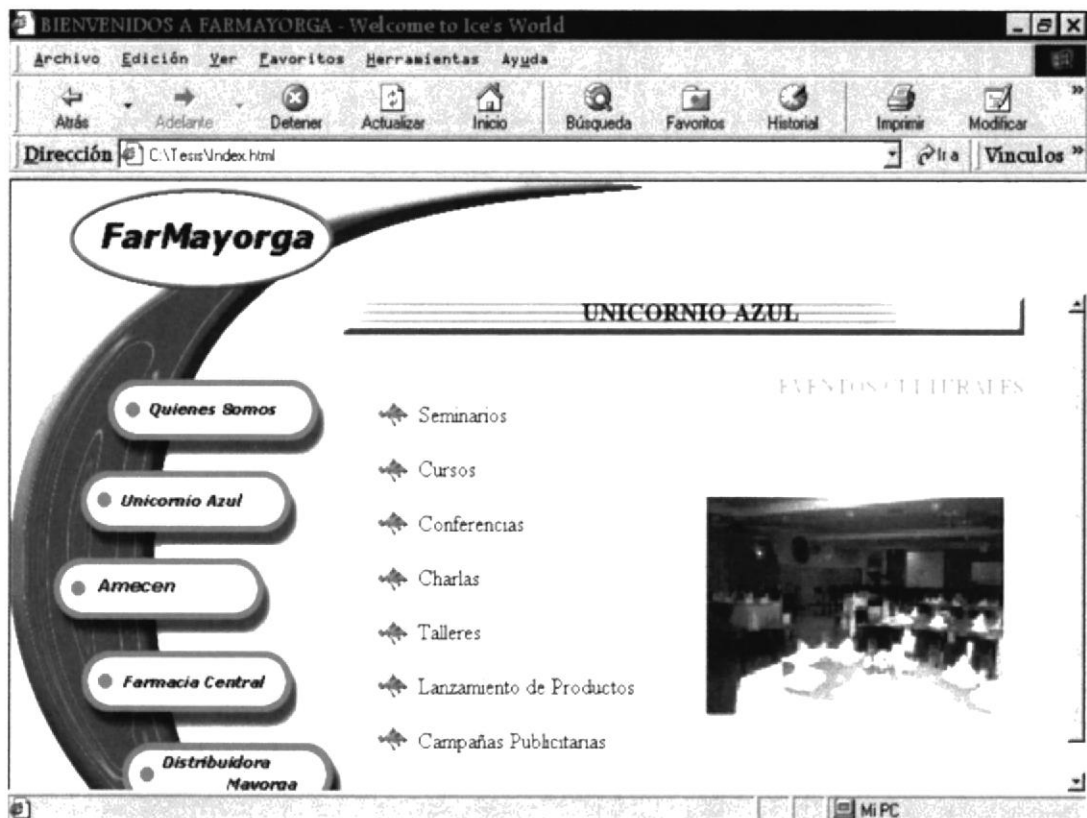 BIENVENIDOS A FARMAYORGA - Welcome to Ice's World
Archivo Edición Ver Favoritos Herramientas Ayuda
Atrás Adelante Detener Actualizar Inicio Búsqueda Favoritos Historial Imprimir Modificar »
Dirección C:\Tesis\Index.html Ir a Vínculos »
FarMayorga
UNICORNIO AZUL
EVENTOS CULTURALES
Quienes Somos
Unicornio Azul
Amecen
Farmacia Central
Distribuidora
Mayorga
Seminarios
Cursos
Conferencias
Charlas
Talleres
Lanzamiento de Productos
Campañas Publicitarias
Mi PC